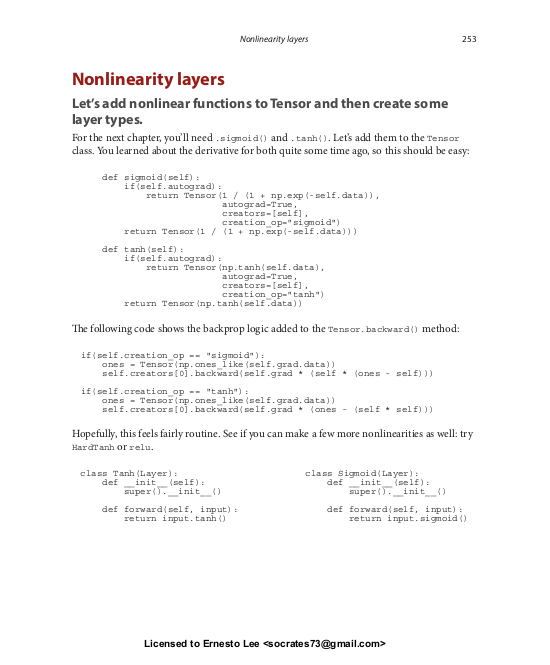 Nonlinearity layers 253
Nonlinearity layers
Let's add nonlinear functions to Tensor and then create some
layer types.
For the next chapter, you'll need .sigmoid() and .tanh(). Let's add them to the Tensor
class. You learned about the derivative for both quite some time ago, so this should be easy:
def sigmoid(self):
    if(self.autograd):
        return Tensor(1 / (1 + np.exp(-self.data)),
                      autograd=True,
                      creators=[self],
                      creation_op="sigmoid")
    return Tensor(1 / (1 + np.exp(-self.data)))
def tanh(self):
    if(self.autograd):
        return Tensor(np.tanh(self.data),
                      autograd=True,
                      creators=[self],
                      creation_op="tanh")
    return Tensor(np.tanh(self.data))
The following code shows the backprop logic added to the Tensor.backward() method:
if(self.creation_op == "sigmoid"):
    ones = Tensor(np.ones_like(self.grad.data))
    self.creators[0].backward(self.grad * (self * (ones - self)))
if(self.creation_op == "tanh"):
    ones = Tensor(np.ones_like(self.grad.data))
    self.creators[0].backward(self.grad * (ones - (self * self)))
Hopefully, this feels fairly routine. See if you can make a few more nonlinearities as well: try
HardTanh or relu.
class Tanh(Layer):
    def __init__(self):
        super().__init__()
    def forward(self, input):
        return input.tanh()
class Sigmoid(Layer):
    def __init__(self):
        super().__init__()
    def forward(self, input):
        return input.sigmoid()
Licensed to Ernesto Lee <socrates73@gmail.com>